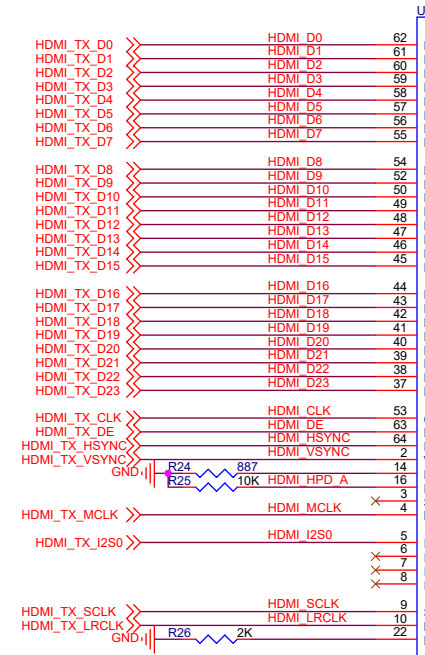 U
HDMI_TX_D0 HDMI_D0 62
HDMI_TX_D1 HDMI_D1 61
HDMI_TX_D2 HDMI_D2 60
HDMI_TX_D3 HDMI_D3 59
HDMI_TX_D4 HDMI_D4 58
HDMI_TX_D5 HDMI_D5 57
HDMI_TX_D6 HDMI_D6 56
HDMI_TX_D7 HDMI_D7 55
HDMI_TX_D8 HDMI_D8 54
HDMI_TX_D9 HDMI_D9 52
HDMI_TX_D10 HDMI_D10 50
HDMI_TX_D11 HDMI_D11 49
HDMI_TX_D12 HDMI_D12 48
HDMI_TX_D13 HDMI_D13 47
HDMI_TX_D14 HDMI_D14 46
HDMI_TX_D15 HDMI_D15 45
HDMI_TX_D16 HDMI_D16 44
HDMI_TX_D17 HDMI_D17 43
HDMI_TX_D18 HDMI_D18 42
HDMI_TX_D19 HDMI_D19 41
HDMI_TX_D20 HDMI_D20 40
HDMI_TX_D21 HDMI_D21 39
HDMI_TX_D22 HDMI_D22 38
HDMI_TX_D23 HDMI_D23 37
HDMI_TX_CLK HDMI_CLK 53
HDMI_TX_DE HDMI_DE 63
HDMI_TX_HSYNC HDMI_HSYNC 64
HDMI_TX_VSYNC HDMI_VSYNC 2
GND R24 887 14
R25 10K HDMI_HPD_A 16
3
HDMI_TX_MCLK HDMI_MCLK 4
HDMI_TX_I2S0 HDMI_I2S0 5
6
7
8
HDMI_TX_SCLK HDMI_SCLK 9
HDMI_TX_LRCLK HDMI_LRCLK 10
GND R26 2K 22